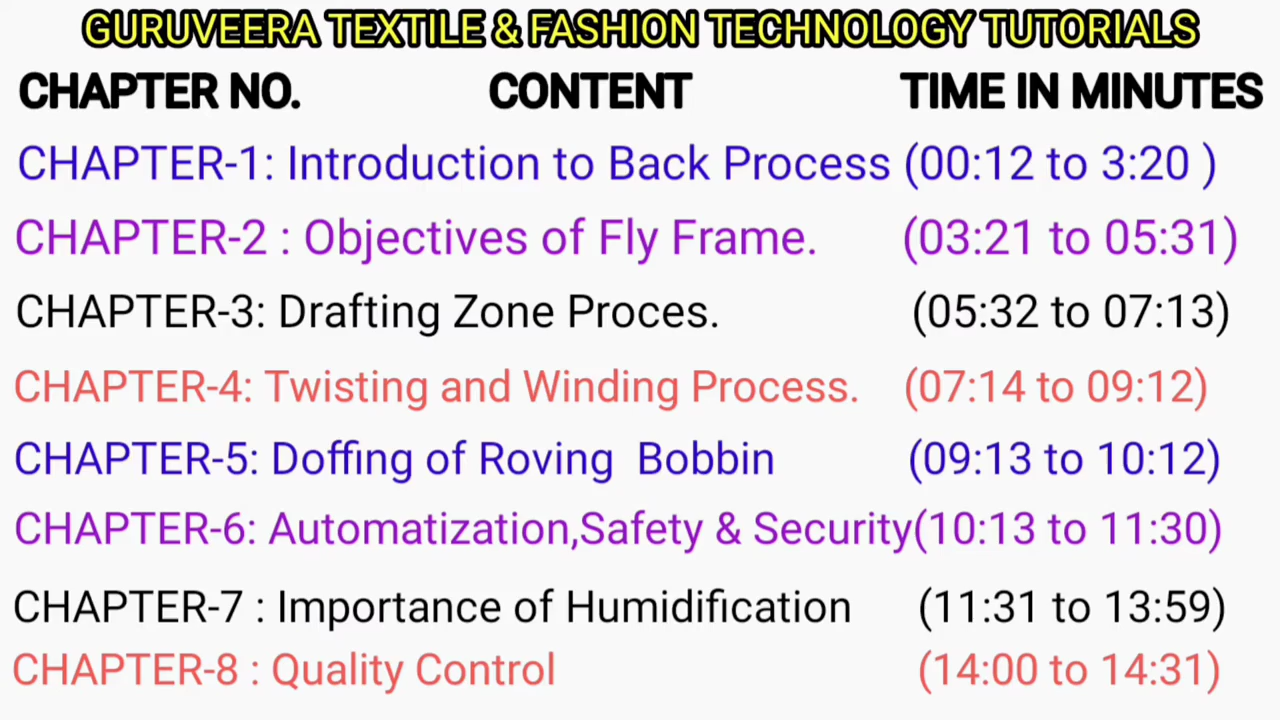 GURUVEERA TEXTILE & FASHION TECHNOLOGY TUTORIALS
CHAPTER NO. CONTENT TIME IN MINUTES
CHAPTER-1: Introduction to Back Process (00:12 to 3:20 )
CHAPTER-2 : Objectives of Fly Frame. (03:21 to 05:31)
CHAPTER-3: Drafting Zone Proces. (05:32 to 07:13)
CHAPTER-4: Twisting and Winding Process. (07:14 to 09:12)
CHAPTER-5: Doffing of Roving Bobbin (09:13 to 10:12)
CHAPTER-6: Automatization,Safety & Security(10:13 to 11:30)
CHAPTER-7 : Importance of Humidification (11:31 to 13:59)
CHAPTER-8 : Quality Control (14:00 to 14:31)